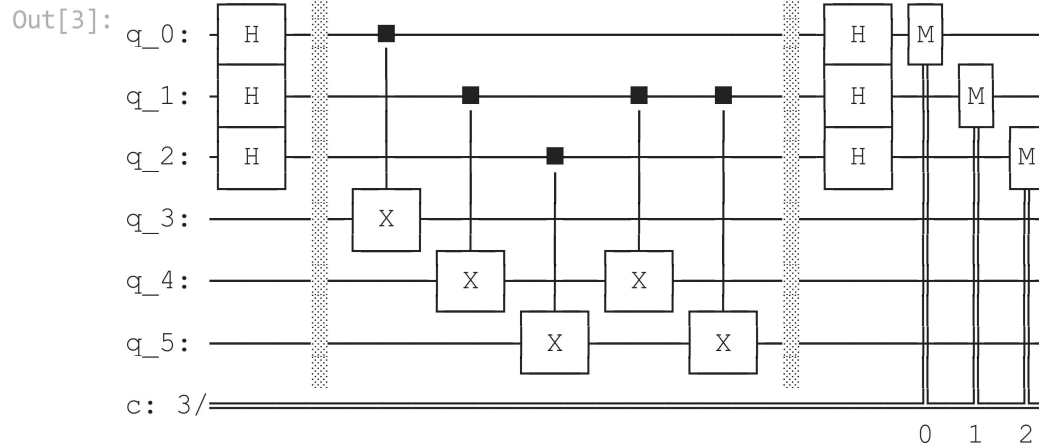 Out[3]:
q_0: H H M
q_1: H H M
q_2: H H M
q_3: X
q_4: X X
q_5: X X
c: 3/
0 1 2